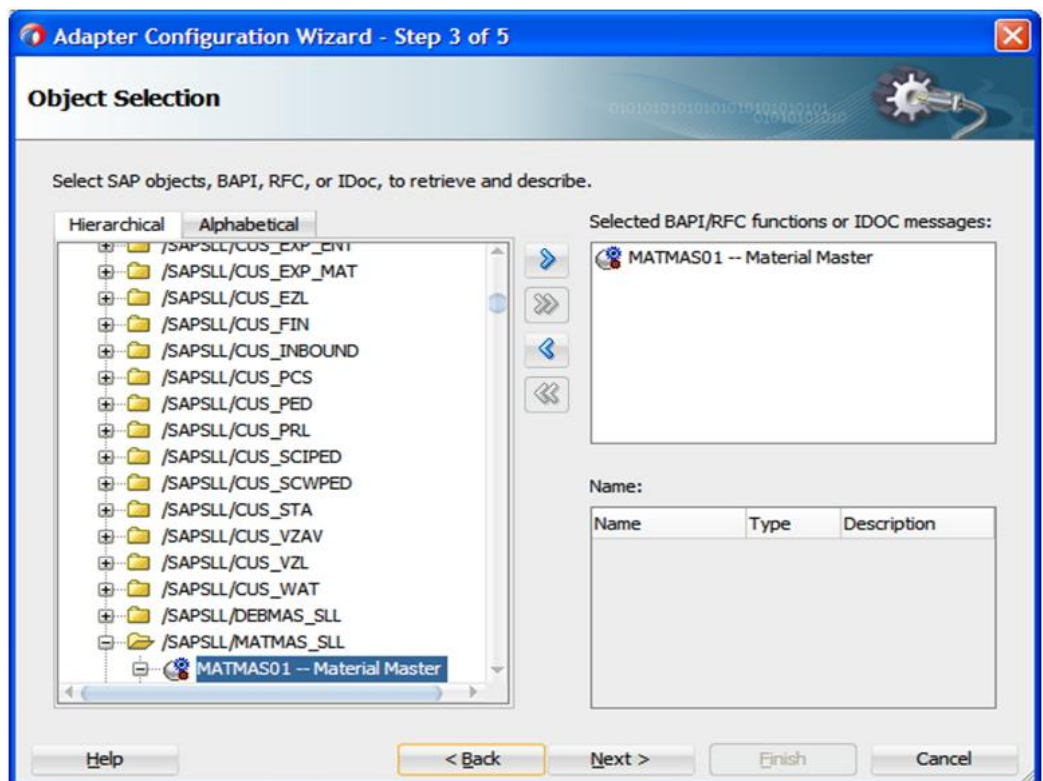 Adapter Configuration Wizard - Step 3 of 5
Object Selection
Select SAP objects, BAPI, RFC, or IDoc, to retrieve and describe.
Hierarchical Alphabetical
/SAPSLL/CUS_EXP_ENT
/SAPSLL/CUS_EXP_MAT
/SAPSLL/CUS_EZL
/SAPSLL/CUS_FIN
/SAPSLL/CUS_INBOUND
/SAPSLL/CUS_PCS
/SAPSLL/CUS_PED
/SAPSLL/CUS_PRL
/SAPSLL/CUS_SCIPED
/SAPSLL/CUS_SCWPED
/SAPSLL/CUS_STA
/SAPSLL/CUS_VZAV
/SAPSLL/CUS_VZL
/SAPSLL/CUS_WAT
/SAPSLL/DEBMAS_SLL
/SAPSLL/MATMAS_SLL
MATMAS01 -- Material Master
Selected BAPI/RFC functions or IDOC messages:
MATMAS01 -- Material Master
Name:
Name Type Description
Help < Back Next > Finish Cancel